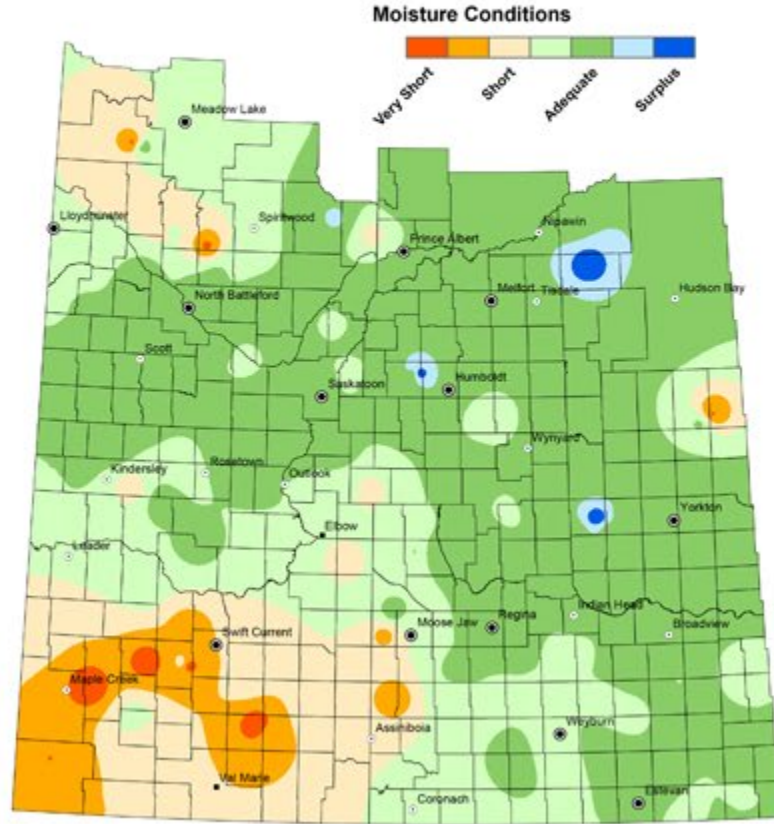 Moisture Conditions
Very Short
Short
Adequate
Surplus
Meadow Lake
Lloydminster
Spiritwood
Nipawin
Prince Albert
North Battleford
Melfort
Tisdale
Hudson Bay
Scott
Saskatoon
Humboldt
Wynyard
Kindersley
Rosetown
Outlook
Yorkton
Elbow
Leader
Indian Head
Regina
Moose Jaw
Broadview
Swift Current
Maple Creek
Assiniboia
Weyburn
Val Marie
Coronach
Estevan